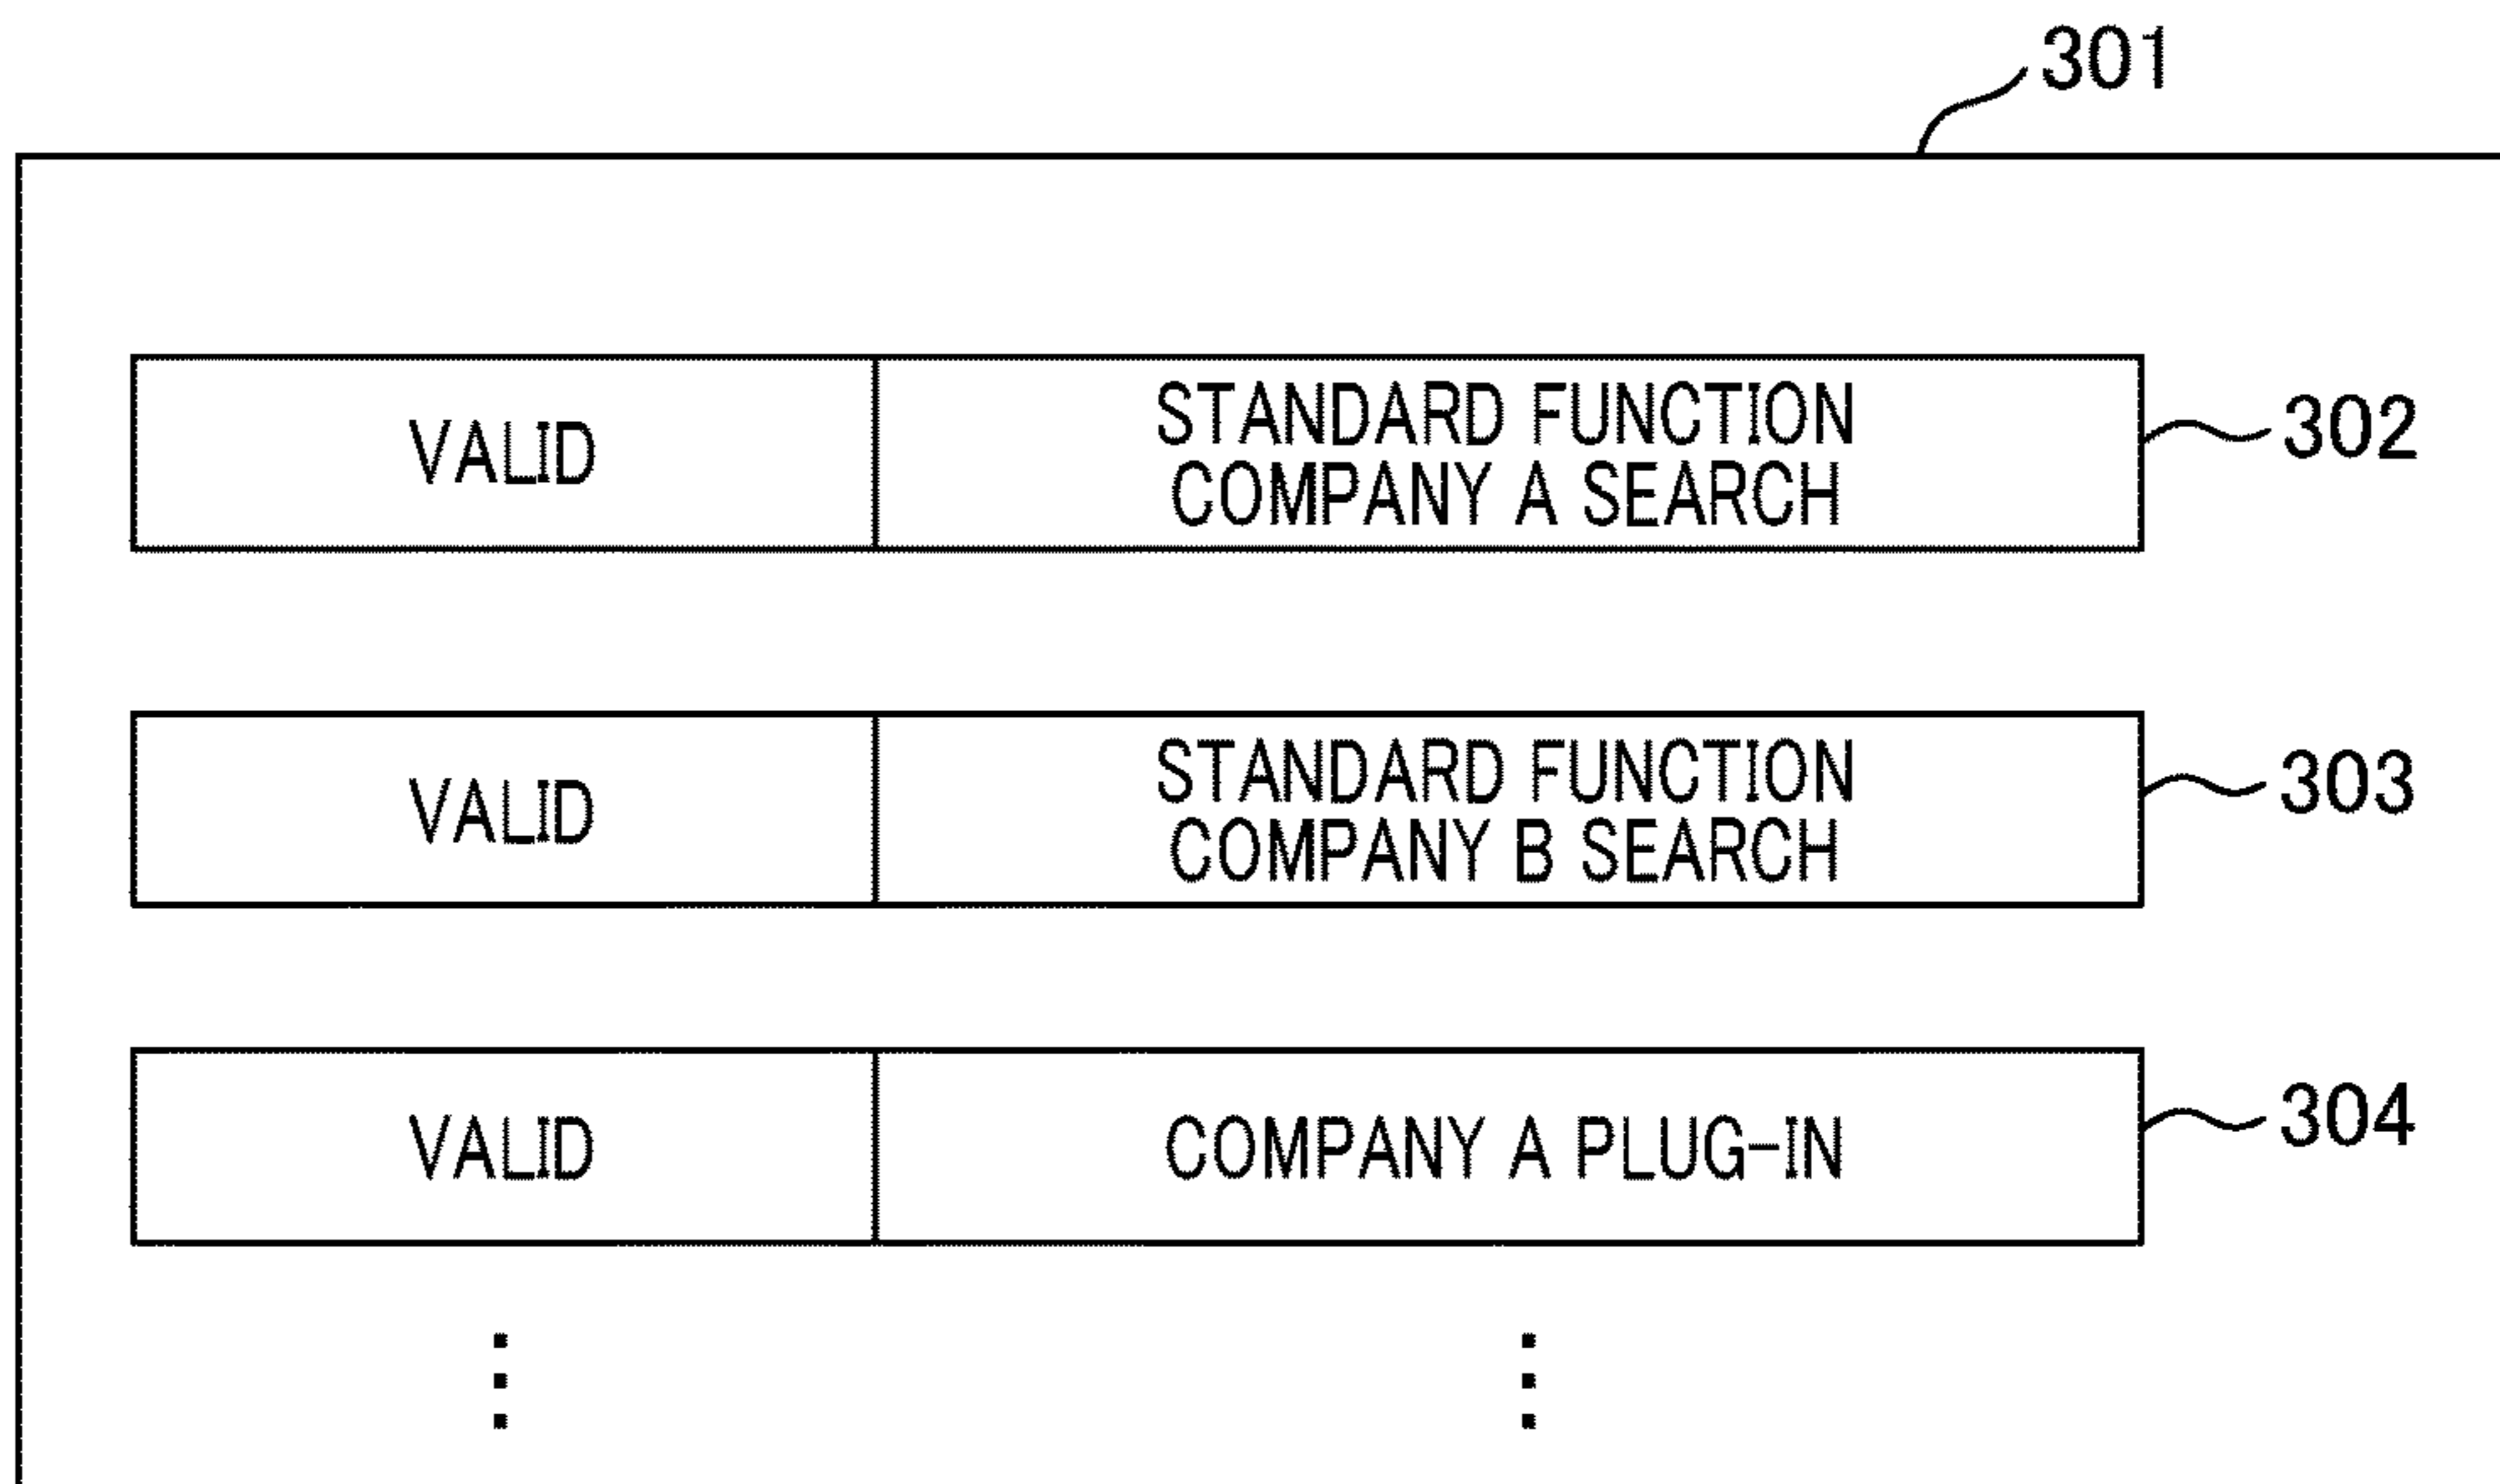 301
VALID
STANDARD FUNCTION
COMPANY A SEARCH
302
VALID
STANDARD FUNCTION
COMPANY B SEARCH
303
VALID
COMPANY A PLUG-IN
304